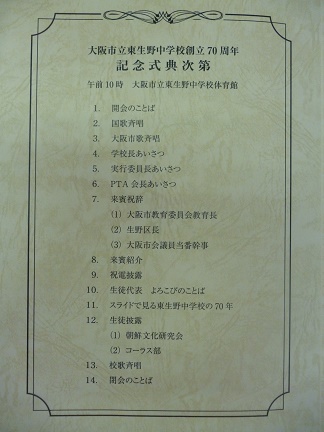 大阪市立東生野中学校創立70周年
記念式典次第
午前10時　大阪市立東生野中学校体育館
1. 開会のことば
2. 国歌斉唱
3. 大阪市歌斉唱
4. 学校長あいさつ
5. 実行委員長あいさつ
6. PTA会長あいさつ
7. 来賓祝辞
(1) 大阪市教育委員会教育長
(2) 生野区長
(3) 大阪市会議員当番幹事
8. 来賓紹介
9. 祝電披露
10. 生徒代表　よろこびのことば
11. スライドで見る東生野中学校の70年
12. 生徒披露
(1) 朝鮮文化研究会
(2) コーラス部
13. 校歌斉唱
14. 閉会のことば